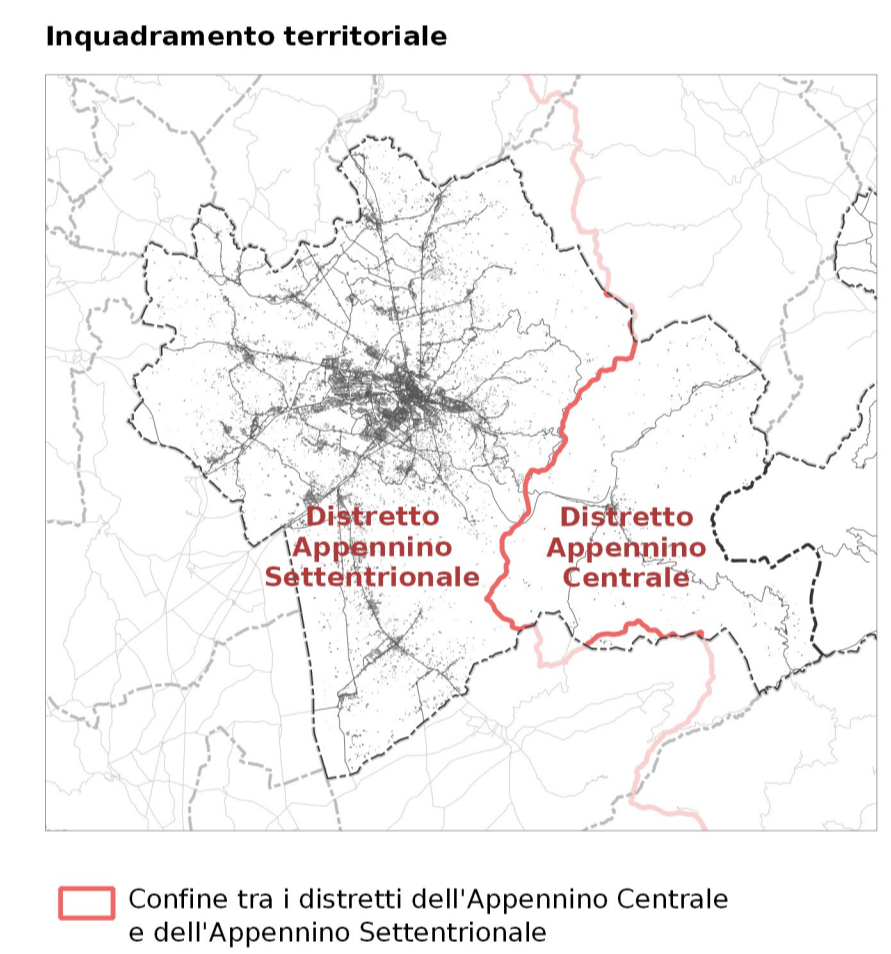 Inquadramento territoriale
Distretto
Appennino
Settentrionale
Distretto
Appennino
Centrale
Confine tra i distretti dell'Appennino Centrale
e dell'Appennino Settentrionale